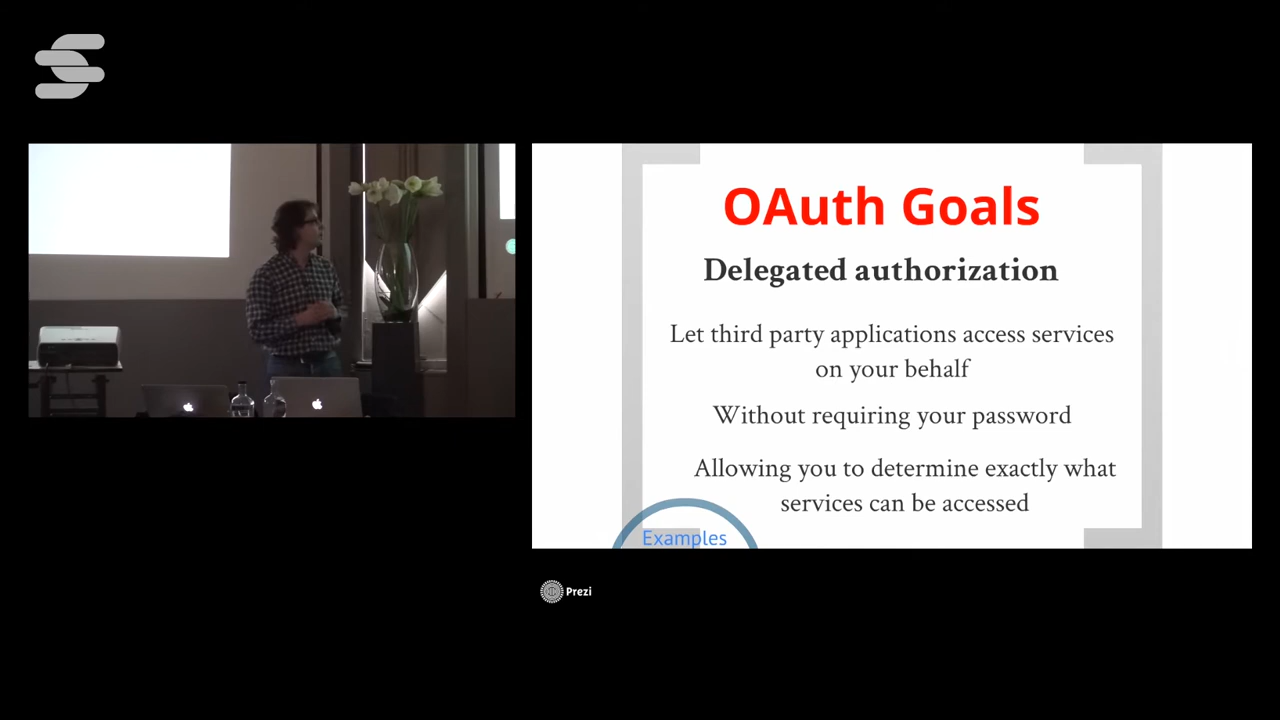 OAuth Goals
Delegated authorization
Let third party applications access services
on your behalf
Without requiring your password
Allowing you to determine exactly what
services can be accessed
Examples
Prezi